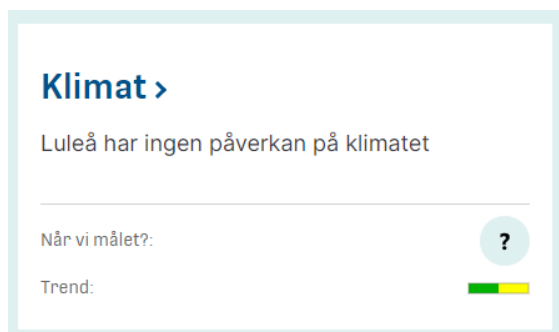 Klimat ›
Luleå har ingen påverkan på klimatet
Når vi målet?:
?
Trend: